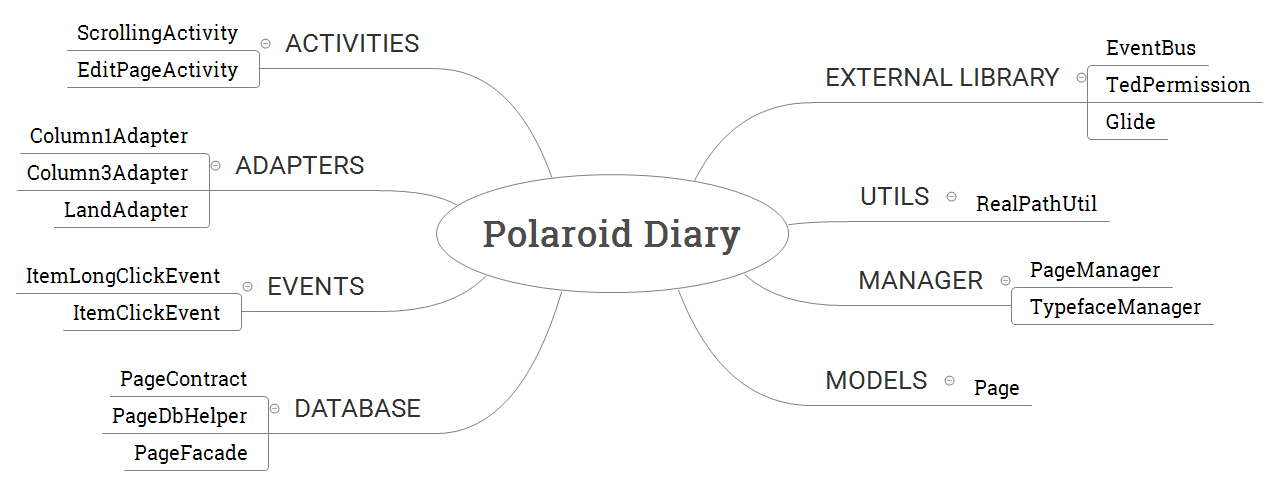 Polaroid Diary
ACTIVITIES
ScrollingActivity
EditPageActivity
ADAPTERS
Column1Adapter
Column3Adapter
LandAdapter
EVENTS
ItemLongClickEvent
ItemClickEvent
DATABASE
PageContract
PageDbHelper
PageFacade
EXTERNAL LIBRARY
EventBus
TedPermission
Glide
UTILS
RealPathUtil
MANAGER
PageManager
TypefaceManager
MODELS
Page